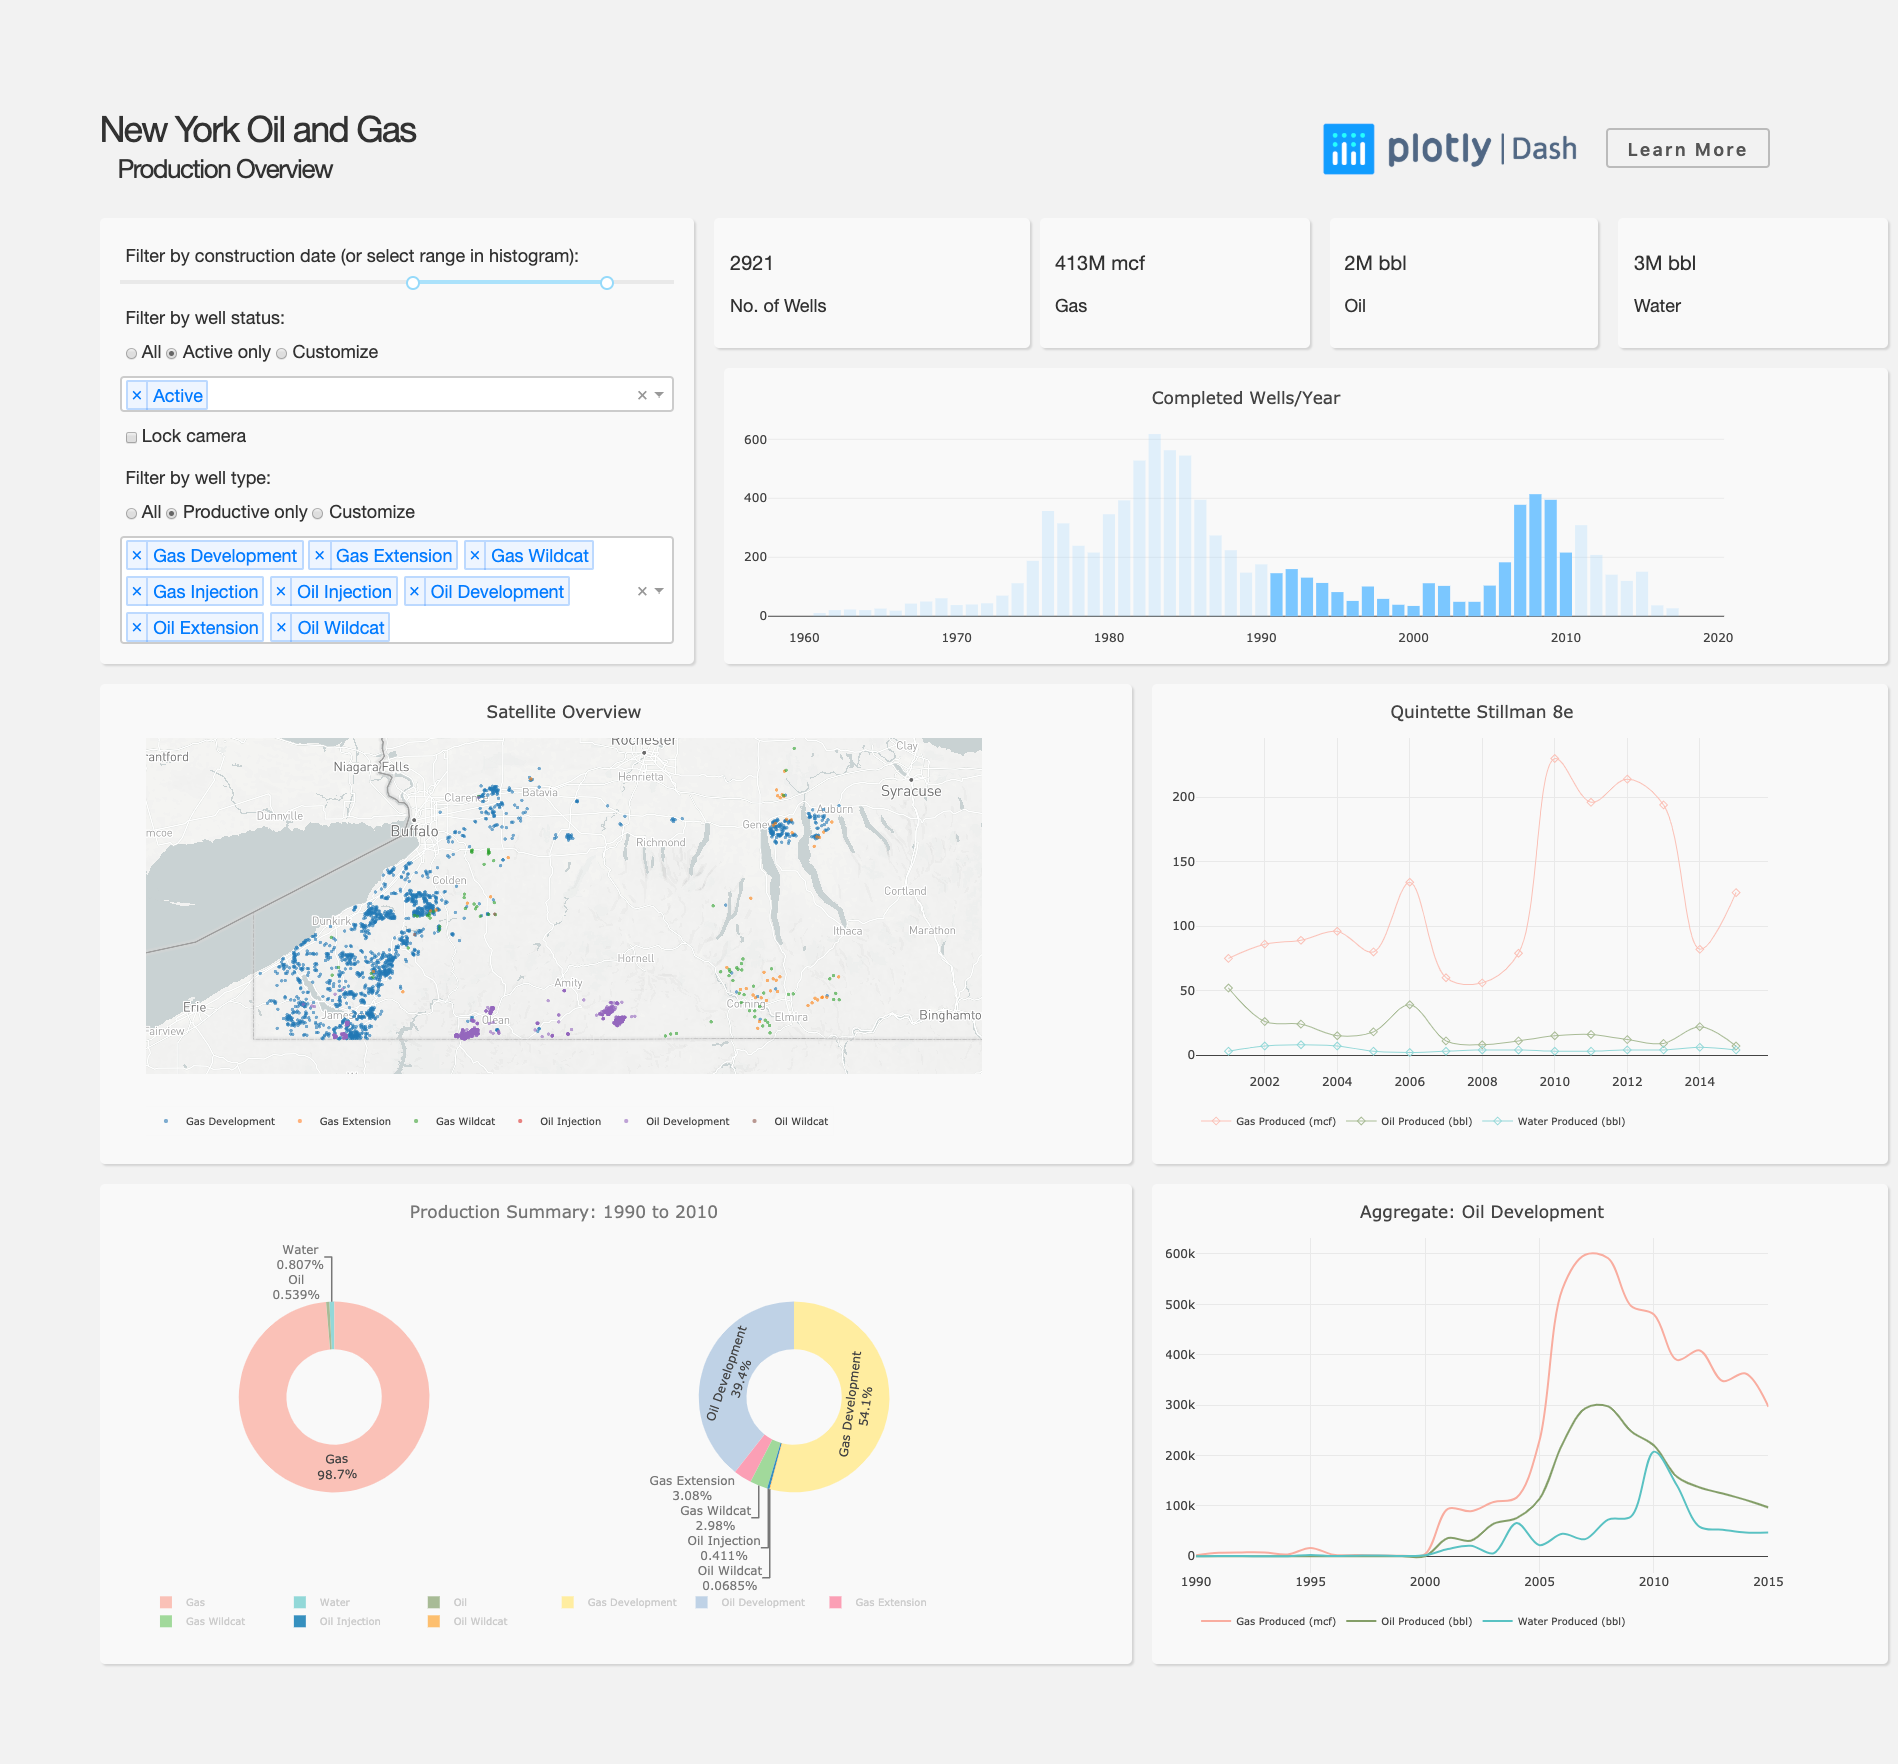 New York Oil and Gas
Production Overview
plotly | Dash
Learn More
Filter by construction date (or select range in histogram):
Filter by well status:
All Active only Customize
× Active × 
Lock camera
Filter by well type:
All Productive only Customize
× Gas Development × Gas Extension × Gas Wildcat
× Gas Injection × Oil Injection × Oil Development ×
× Oil Extension × Oil Wildcat
2921
No. of Wells
413M mcf
Gas
2M bbl
Oil
3M bbl
Water
Completed Wells/Year
600
400
200
0
1960 1970 1980 1990 2000 2010 2020
Satellite Overview
Rochester
Clay
rantford
Niagara Falls
Henrietta
Syracuse
Batavia
Dunnville
Auburn
mcoe
Buffalo
Richmond
Colden
Cortland
Dunkirk
Ithaca
Marathon
Hornell
Amity
Corning
Erie
Olean
Elmira
Binghamto
airview
Gas Development Gas Extension Gas Wildcat Oil Injection Oil Development Oil Wildcat
Quintette Stillman 8e
200
150
100
50
0
2002 2004 2006 2008 2010 2012 2014
Gas Produced (mcf) Oil Produced (bbl) Water Produced (bbl)
Production Summary: 1990 to 2010
Water
0.807%
Oil
0.539%
Gas
98.7%
Oil Development
39.4%
Gas Development
54.1%
Gas Extension
3.08%
Gas Wildcat
2.98%
Oil Injection
0.411%
Oil Wildcat
0.0685%
Gas Water Oil Gas Development Oil Development Gas Extension
Gas Wildcat Oil Injection Oil Wildcat
Aggregate: Oil Development
600k
500k
400k
300k
200k
100k
0
1990 1995 2000 2005 2010 2015
Gas Produced (mcf) Oil Produced (bbl) Water Produced (bbl)